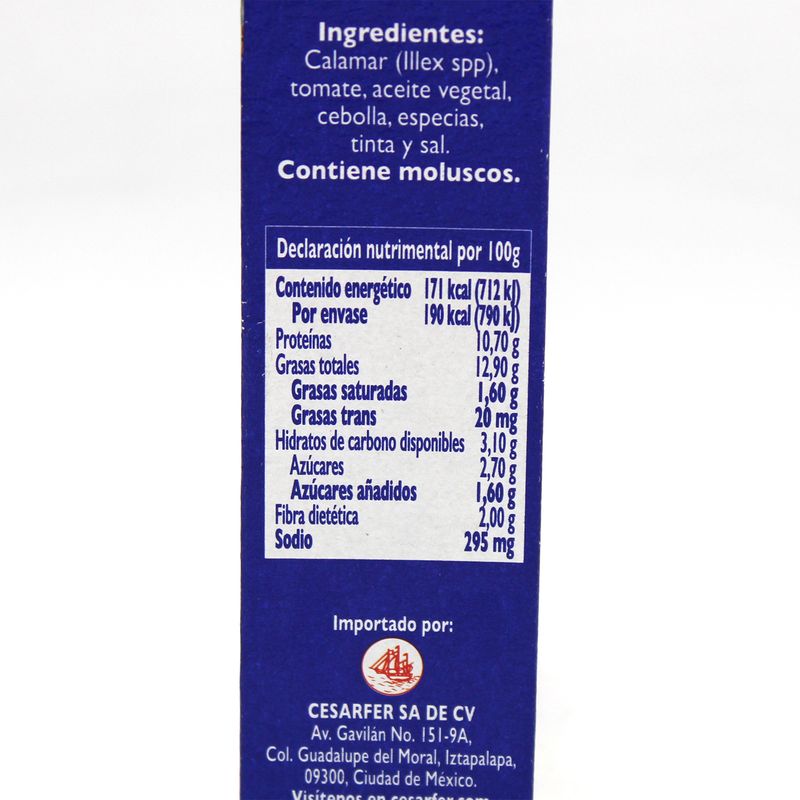 Ingredientes:
Calamar (Illex spp),
tomate, aceite vegetal,
cebolla, especias,
tinta y sal.
Contiene moluscos.
Declaración nutrimental por 100g
Contenido energético 171 kcal (712 kJ)
Por envase 190 kcal (790 kJ)
Proteínas 10,70 g
Grasas totales 12,90 g
Grasas saturadas 1,60 g
Grasas trans 20 mg
Hidratos de carbono disponibles 3,10 g
Azúcares 2,70 g
Azúcares añadidos 1,60 g
Fibra dietética 2,00 g
Sodio 295 mg
Importado por:
CESARFER SA DE CV
Av. Gavilán No. 151-9A,
Col. Guadalupe del Moral, Iztapalapa,
09300, Ciudad de México.
Visítenos en cesarfer.com